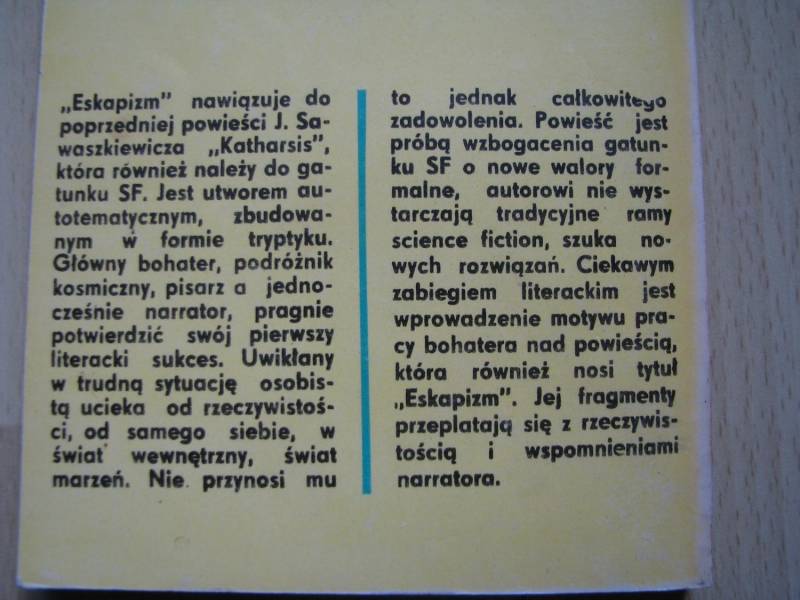 „Eskapizm” nawiązuje do
poprzedniej powieści J. Sa-
waszkiewicza „Katharsis”,
która również należy do ga-
tunku SF. Jest utworem au-
totematycznym, zbudowa-
nym w formie tryptyku.
Główny bohater, podróżnik
kosmiczny, pisarz a jedno-
cześnie narrator, pragnie
potwierdzić swój pierwszy
literacki sukces. Uwikłany
w trudną sytuację osobis-
tą ucieka od rzeczywistoś-
ci, od samego siebie, w
świat wewnętrzny, świat
marzeń. Nie przynosi mu
to jednak całkowitego
zadowolenia. Powieść jest
próbą wzbogacenia gatun-
ku SF o nowe walory for-
malne, autorowi nie wys-
tarczają tradycyjne ramy
science fiction, szuka no-
wych rozwiązań. Ciekawym
zabiegiem literackim jest
wprowadzenie motywu pra-
cy bohatera nad powieścią,
która również nosi tytuł
„Eskapizm”. Jej fragmenty
przeplatają się z rzeczywis-
tością i wspomnieniami
narratora.